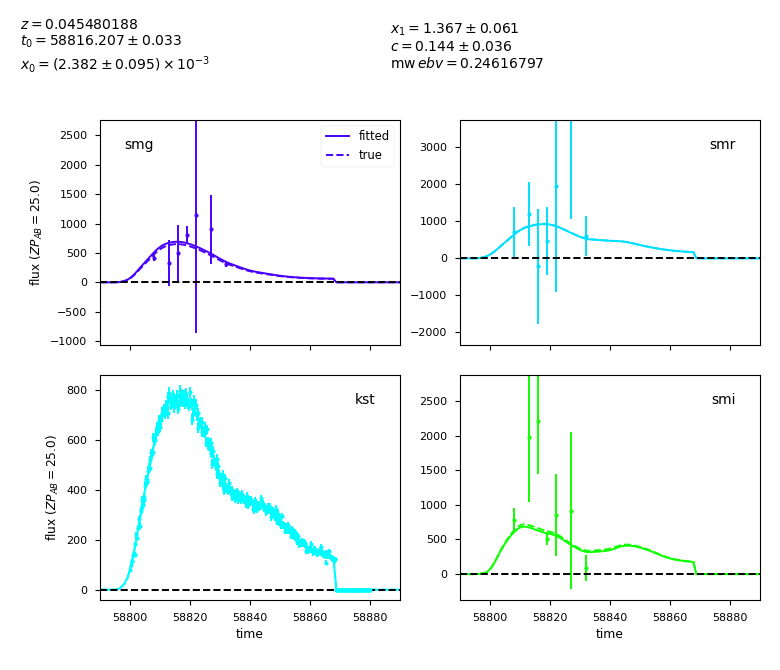 z = 0.045480188
t₀ = 58816.207 ± 0.033
x₀ = (2.382 ± 0.095) × 10⁻³
x₁ = 1.367 ± 0.061
c = 0.144 ± 0.036
mw ebv = 0.24616797
smg
fitted
true
2500
2000
1500
1000
500
0
−500
−1000
flux (ZP_AB = 25.0)
smr
3000
2000
1000
0
−1000
−2000
kst
800
600
400
200
0
flux (ZP_AB = 25.0)
58800 58820 58840 58860 58880
time
smi
2500
2000
1500
1000
500
0
58800 58820 58840 58860 58880
time